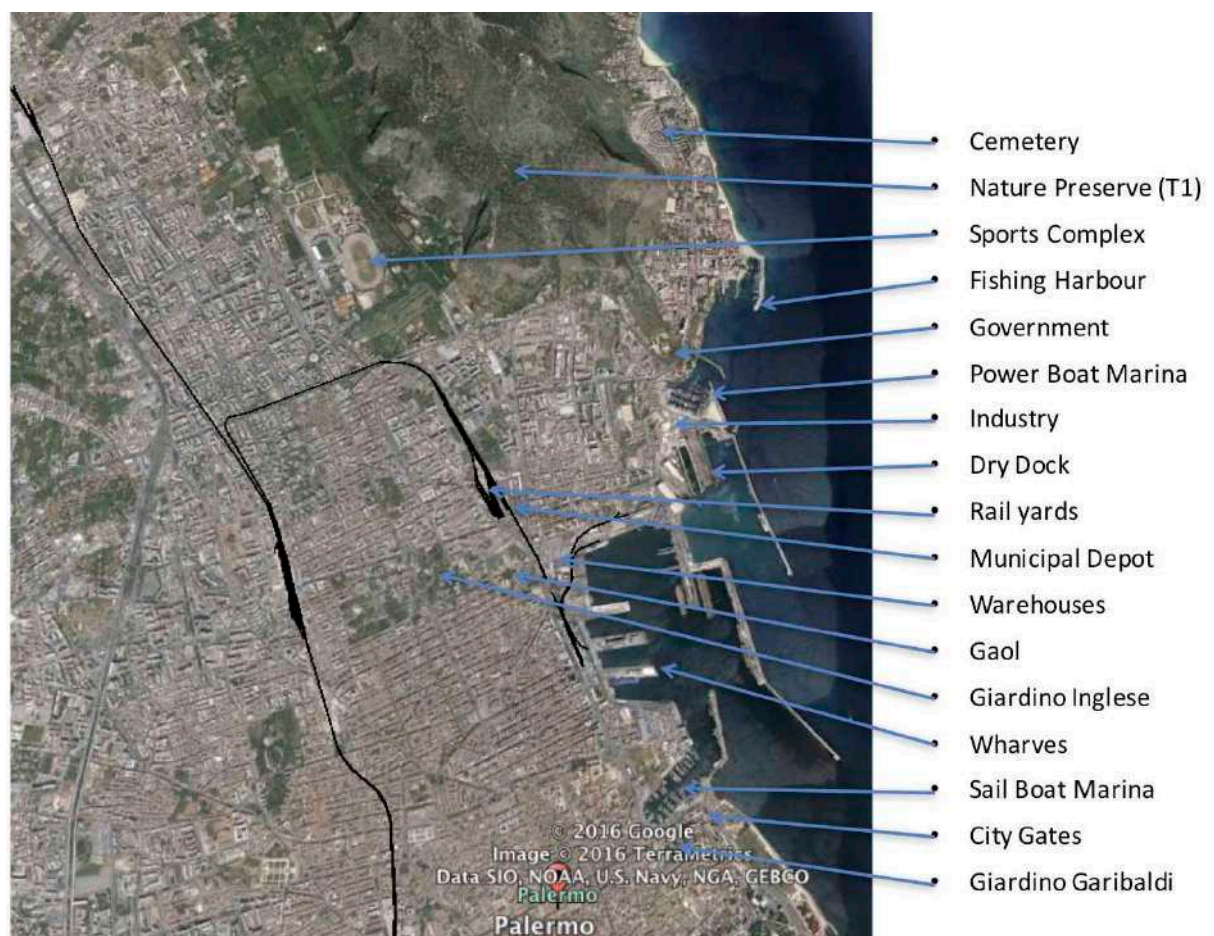 Cemetery
Nature Preserve (T1)
Sports Complex
Fishing Harbour
Government
Power Boat Marina
Industry
Dry Dock
Rail yards
Municipal Depot
Warehouses
Gaol
Giardino Inglese
Wharves
Sail Boat Marina
City Gates
Giardino Garibaldi
© 2016 Google
Image © 2016 TerraMetrics
Data SIO, NOAA, U.S. Navy, NGA, GEBCO
Palermo
Palermo